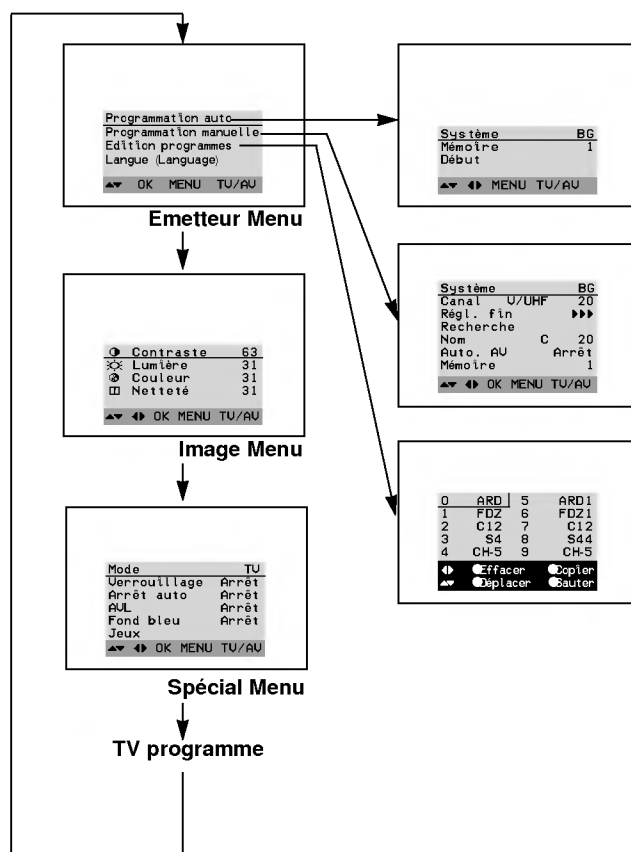 Programmation auto
Programmation manuelle
Edition programmes
Langue (Language)
▲▼ OK MENU TV/AV
Emetteur Menu
Système BG
Mémoire 1
Début
▲▼ ◀▶ MENU TV/AV
Contraste 63
Lumière 31
Couleur 31
Netteté 31
▲▼ ◀▶ OK MENU TV/AV
Image Menu
Système BG
Canal V/UHF 20
Régl. fin ▶▶▶
Recherche
Nom C 20
Auto. AV Arrêt
Mémoire 1
▲▼ ◀▶ OK MENU TV/AV
Mode TV
Verrouillage Arrêt
Arrêt auto Arrêt
AVL Arrêt
Fond bleu Arrêt
Jeux
▲▼ ◀▶ OK MENU TV/AV
Spécial Menu
0 ARD 5 ARD1
1 FDZ 6 FDZ1
2 C12 7 C12
3 S4 8 S44
4 CH-5 9 CH-5
◀▶ ●Effacer ●Copier
▲▼ ●Déplacer ●Sauter
TV programme